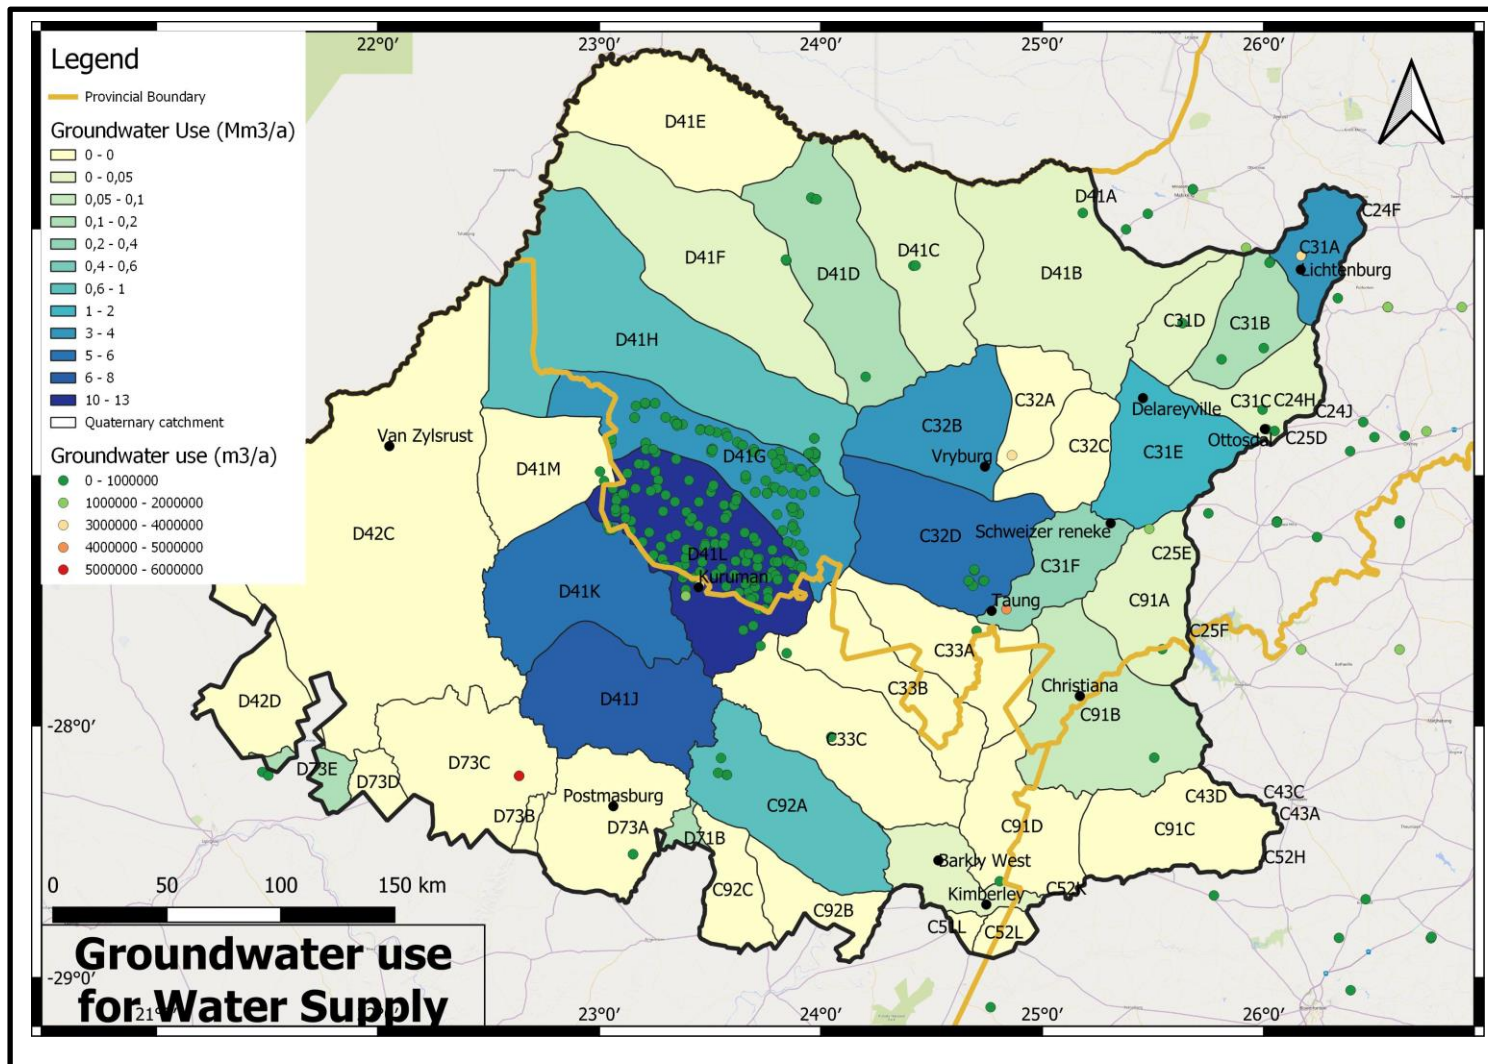 22°0′ 23°0′ 24°0′ 25°0′ 26°0′
Legend
Provincial Boundary
Groundwater Use (Mm3/a)
0 - 0
0 - 0,05
0,05 - 0,1
0,1 - 0,2
0,2 - 0,4
0,4 - 0,6
0,6 - 1
1 - 2
3 - 4
5 - 6
6 - 8
10 - 13
Quaternary catchment
Groundwater use (m3/a)
0 - 1000000
1000000 - 2000000
3000000 - 4000000
4000000 - 5000000
5000000 - 6000000
D41E
D41A
C24F
D41F
D41D
D41C
D41B
C31A
Lichtenburg
C31D
C31B
D41H
C32A
Delareyville
C31C
C24H
C24J
Van Zylsrust
D41M
D41G
C32B
Vryburg
C32C
C31E
Ottosdal
C25D
D42C
D41L
Kuruman
C32D
Schweizer reneke
C31F
C25E
D41K
Taung
C91A
C25F
D42D
D41J
C33A
C33B
Christiana
C91B
D73E
D73D
D73C
D73B
Postmasburg
D73A
D71B
C33C
C92A
C91D
C43D
C43C
C43A
C91C
C52H
Barkly West
Kimberley
C52K
C92C
C92B
C51L
C52L
-28°0′
-29°0′
0 50 100 150 km
Groundwater use
for Water Supply
23°0′ 24°0′ 25°0′ 26°0′